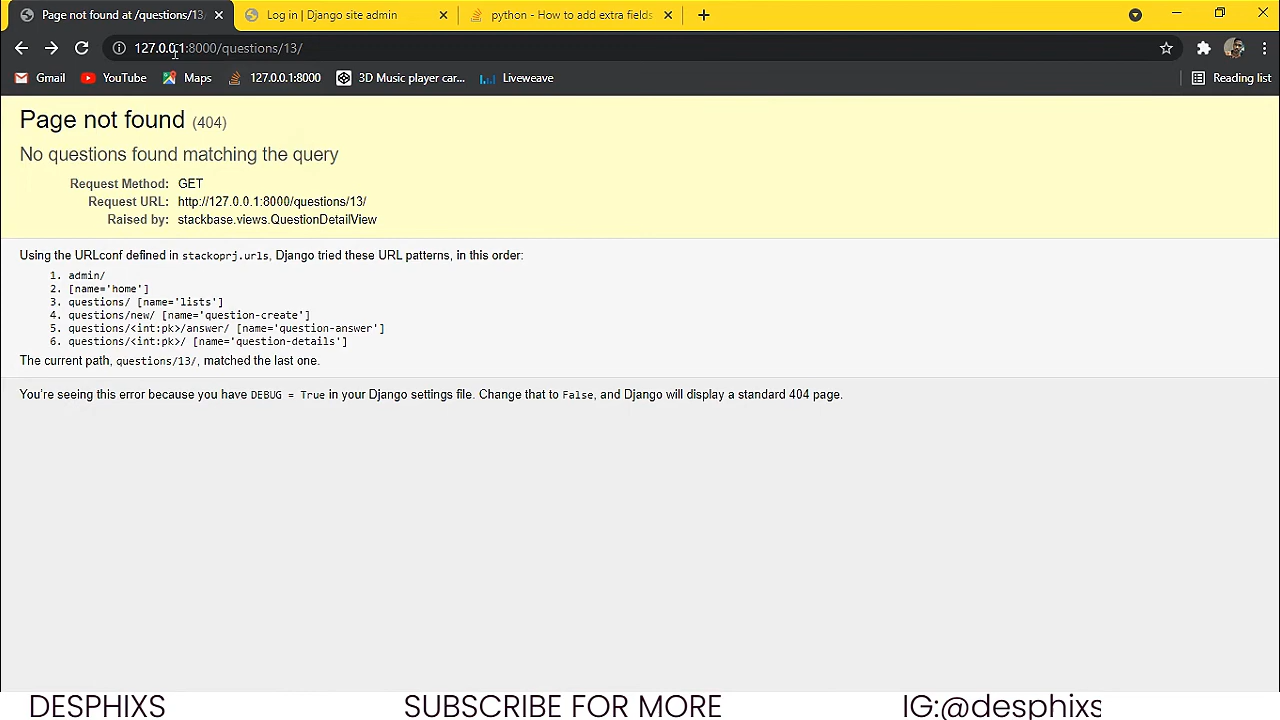 Page not found at /questions/13/
Log in | Django site admin
python - How to add extra fields
127.0.0.1:8000/questions/13/
Gmail
YouTube
Maps
127.0.0.1:8000
3D Music player car...
Liveweave
Reading list
Page not found (404)
No questions found matching the query
Request Method: GET
Request URL: http://127.0.0.1:8000/questions/13/
Raised by: stackbase.views.QuestionDetailView
Using the URLconf defined in stackoprj.urls, Django tried these URL patterns, in this order:
1. admin/
2. [name='home']
3. questions/ [name='lists']
4. questions/new/ [name='question-create']
5. questions/<int:pk>/answer/ [name='question-answer']
6. questions/<int:pk>/ [name='question-details']
The current path, questions/13/, matched the last one.
You're seeing this error because you have DEBUG = True in your Django settings file. Change that to False, and Django will display a standard 404 page.
DESPHIXS
SUBSCRIBE FOR MORE
IG:@desphixs